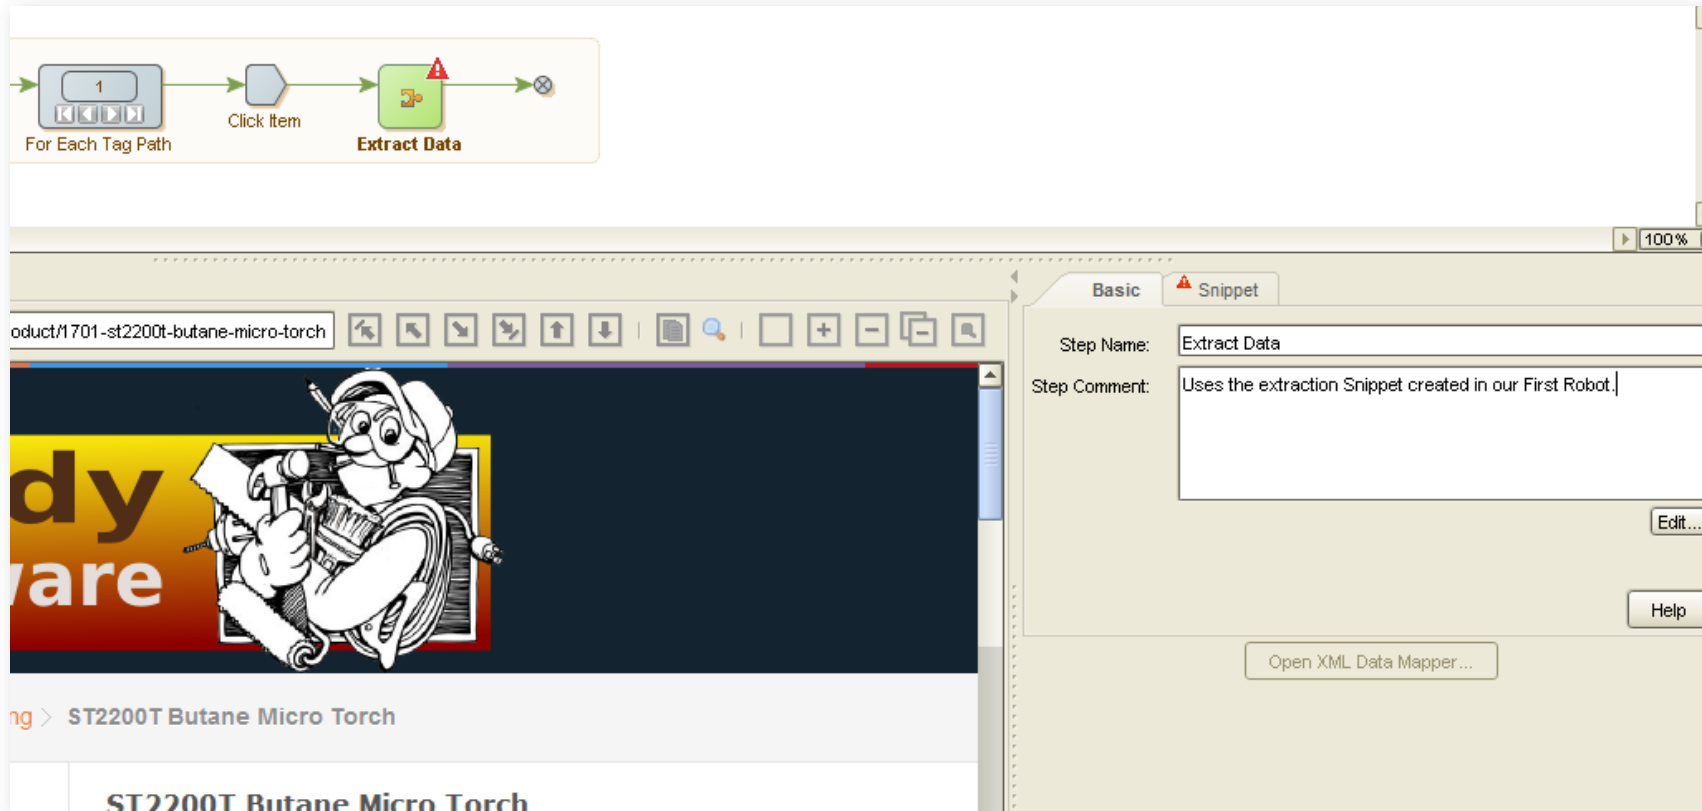 1
For Each Tag Path
Click Item
Extract Data
100%
Basic
Snippet
oduct/1701-st2200t-butane-micro-torch
Step Name:
Extract Data
Step Comment:
Uses the extraction Snippet created in our First Robot.
Edit...
Help
Open XML Data Mapper...
dy
ware
ng > ST2200T Butane Micro Torch
ST2200T Butane Micro Torch